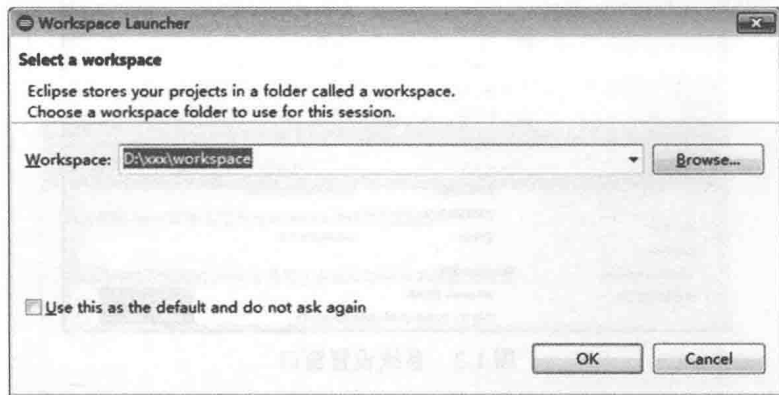 Workspace Launcher
Select a workspace
Eclipse stores your projects in a folder called a workspace.
Choose a workspace folder to use for this session.
Workspace: D:\xxx\workspace Browse...
Use this as the default and do not ask again
OK Cancel